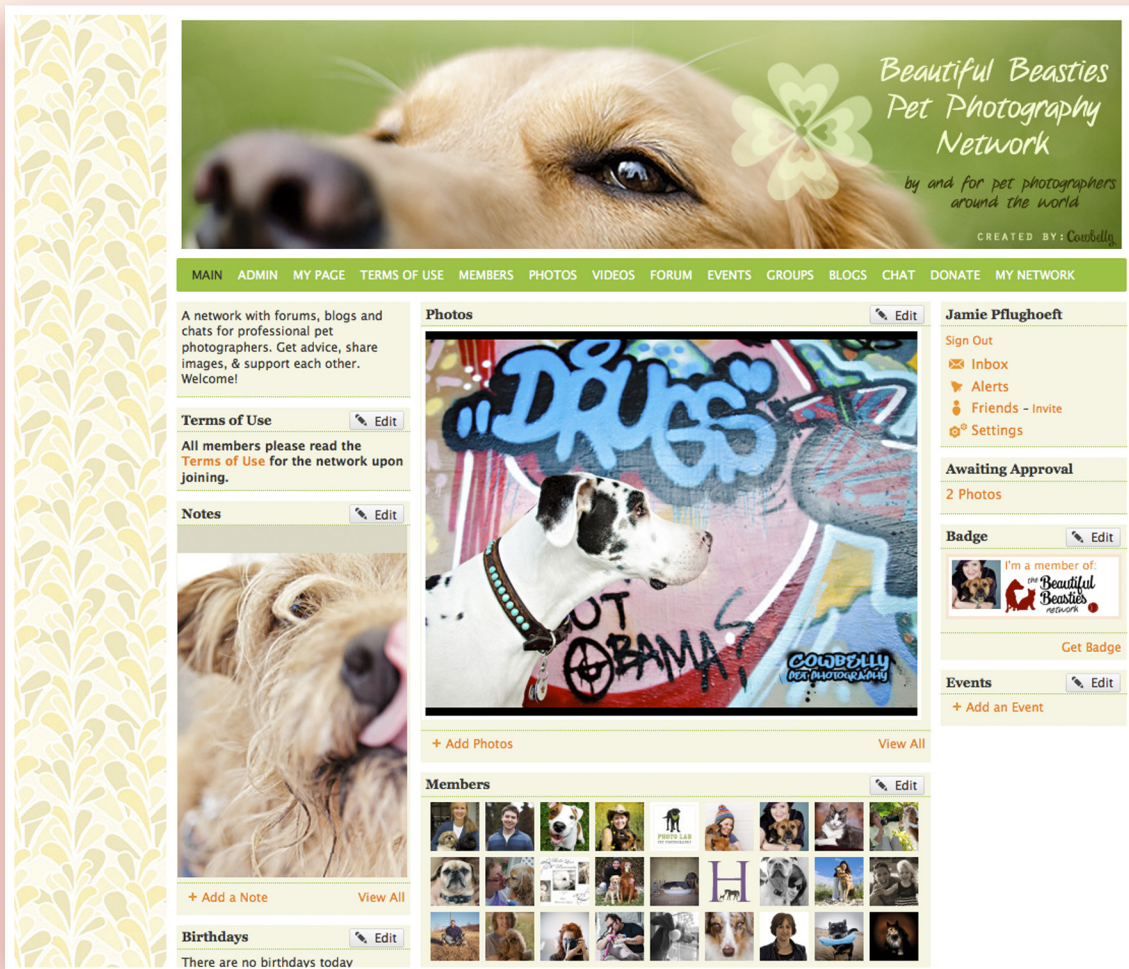 Beautiful Beasties
Pet Photography
Network
by and for pet photographers
around the world
CREATED BY: Cowbelly
MAIN ADMIN MY PAGE TERMS OF USE MEMBERS PHOTOS VIDEOS FORUM EVENTS GROUPS BLOGS CHAT DONATE MY NETWORK
A network with forums, blogs and
chats for professional pet
photographers. Get advice, share
images, & support each other.
Welcome!
Terms of Use Edit
All members please read the
Terms of Use for the network upon
joining.
Notes Edit
+ Add a Note View All
Birthdays Edit
There are no birthdays today
Photos Edit
"DRUGS"
OT
OBAMAS
COWBELLY
PET PHOTOGRAPHY
+ Add Photos View All
Members Edit
PHOTO LAB
PET PHOTOGRAPHY
H
Jamie Pflughoeft
Sign Out
Inbox
Alerts
Friends – Invite
Settings
Awaiting Approval
2 Photos
Badge Edit
I'm a member of:
the Beautiful
Beasties
network
Get Badge
Events Edit
+ Add an Event